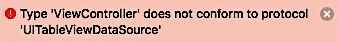 Type 'ViewController' does not conform to protocol
'UITableViewDataSource'